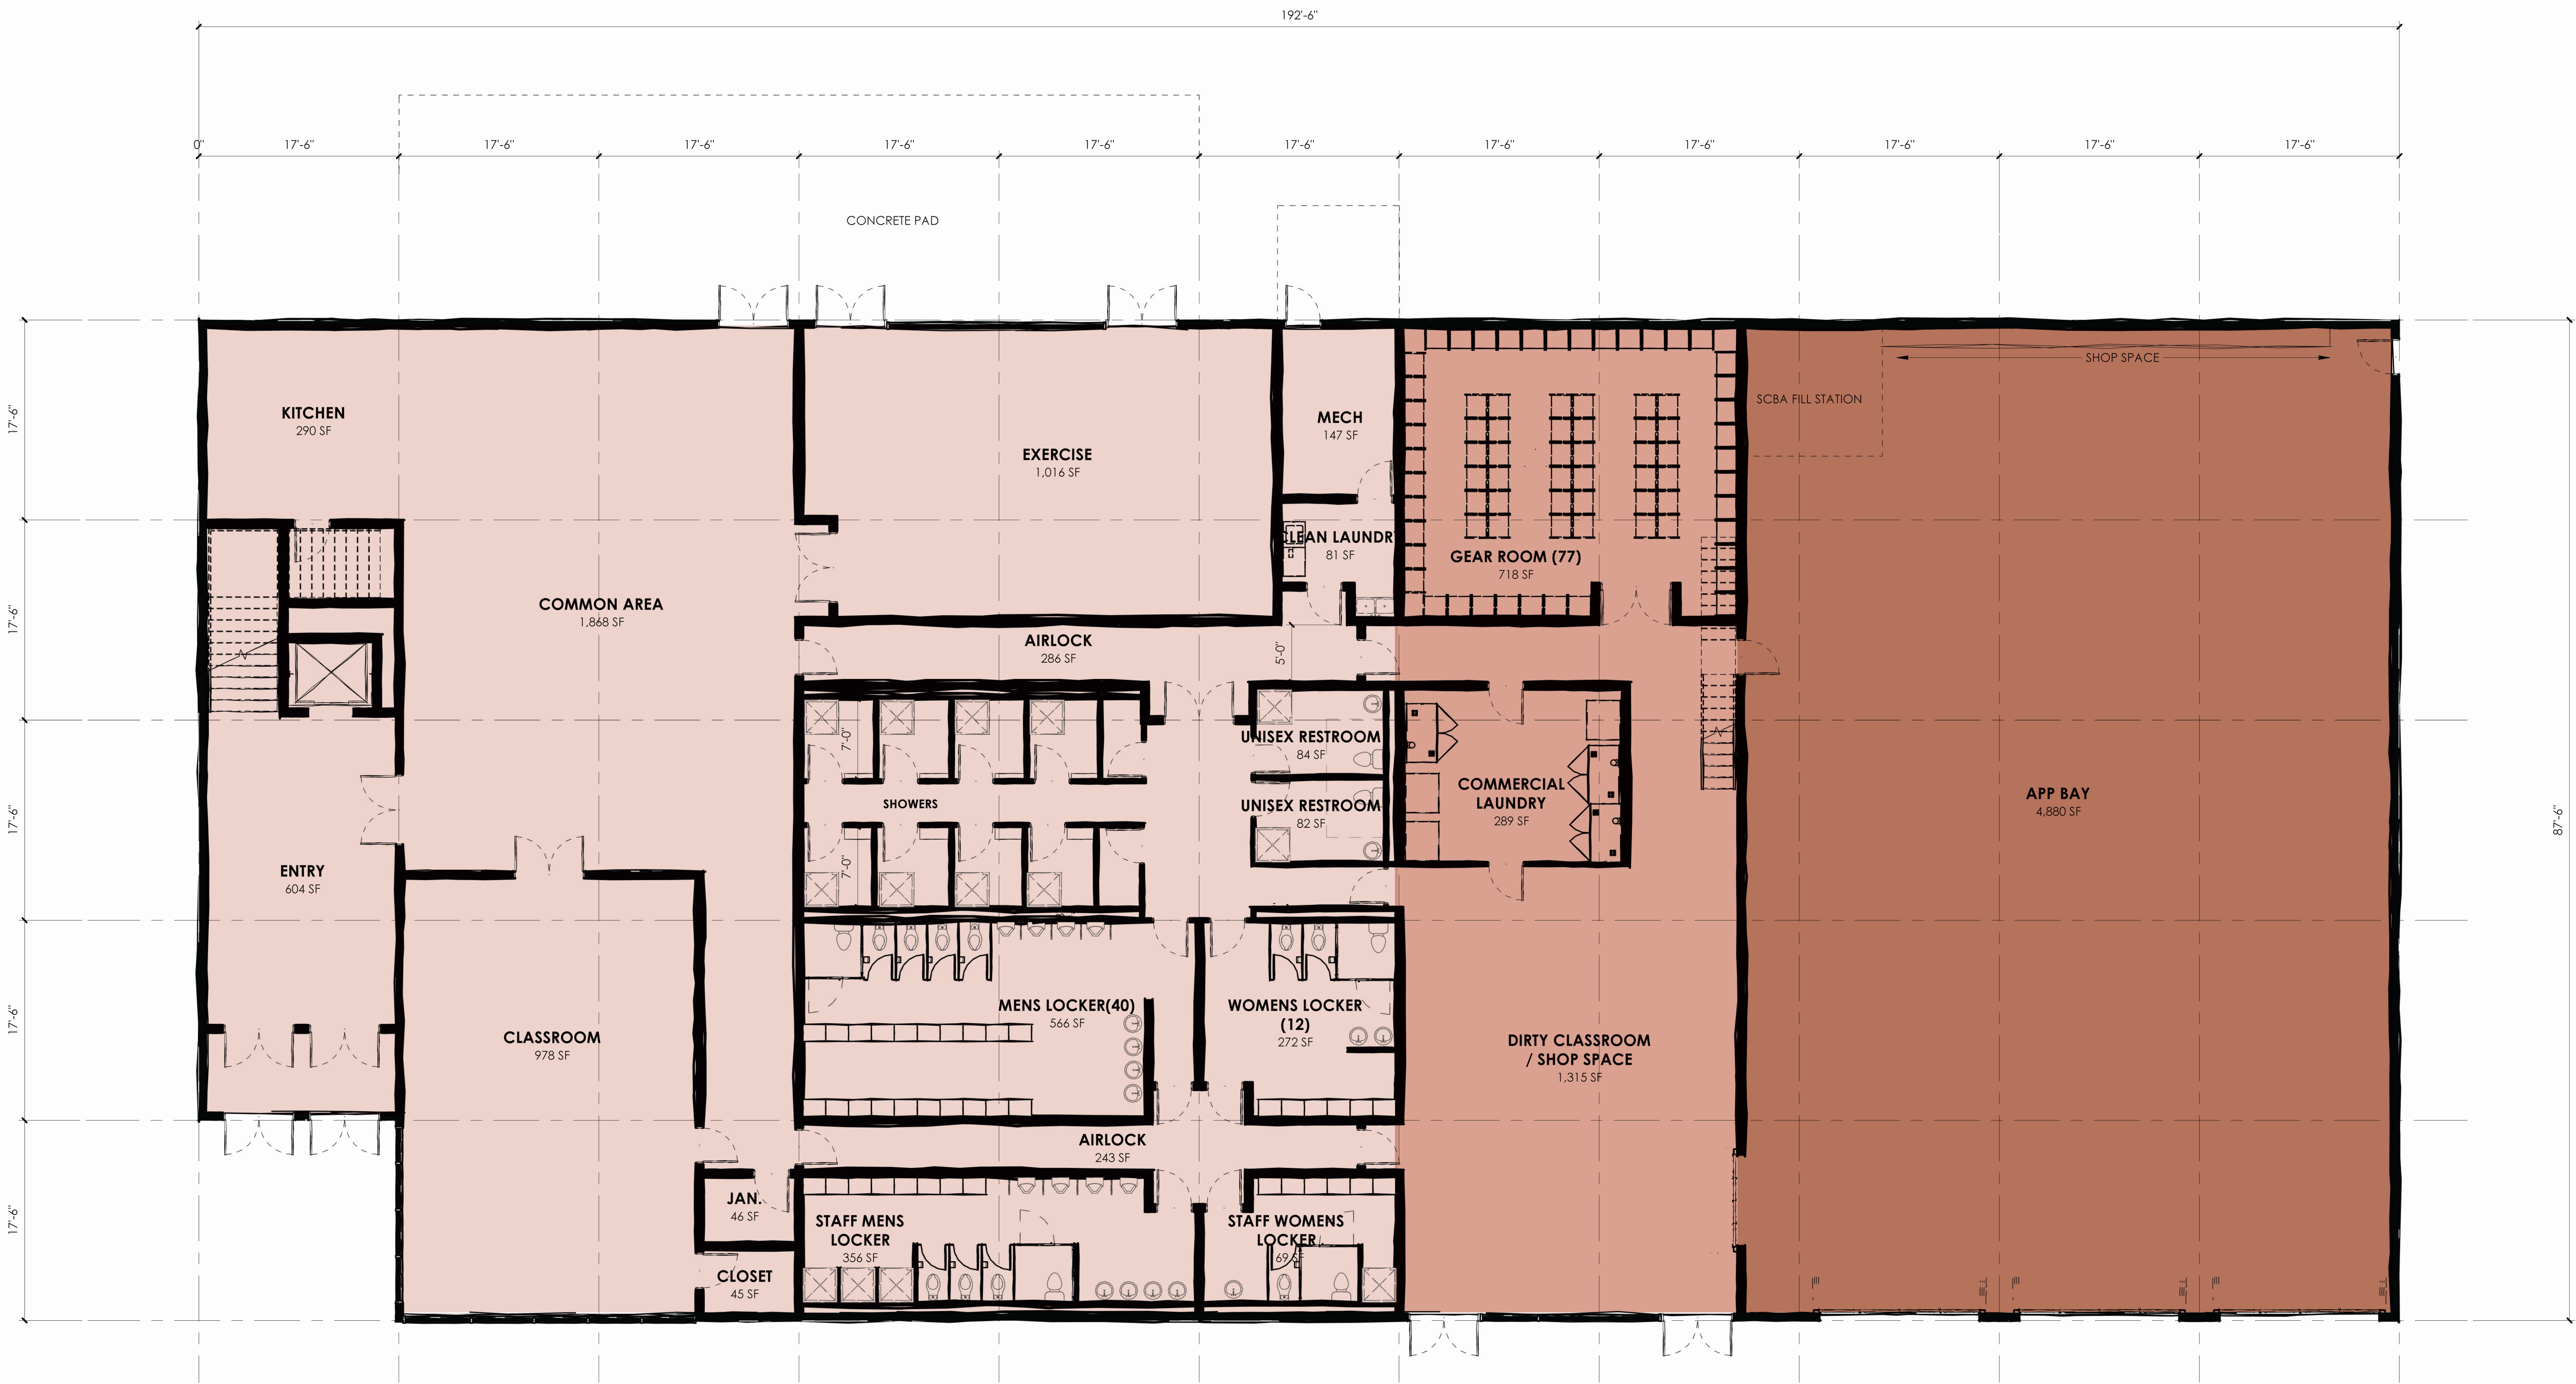 192'-6"
0"
17'-6"
17'-6"
17'-6"
17'-6"
17'-6"
17'-6"
17'-6"
17'-6"
17'-6"
17'-6"
17'-6"
CONCRETE PAD
SHOP SPACE
SCBA FILL STATION
KITCHEN
290 SF
MECH
147 SF
EXERCISE
1,016 SF
17'-6"
CLEAN LAUNDR
81 SF
GEAR ROOM (77)
718 SF
COMMON AREA
1,868 SF
17'-6"
AIRLOCK
286 SF
5'-0"
UNISEX RESTROOM
84 SF
7'-0"
COMMERCIAL
LAUNDRY
289 SF
APP BAY
4,880 SF
SHOWERS
UNISEX RESTROOM
82 SF
17'-6"
87'-6"
7'-0"
ENTRY
604 SF
MENS LOCKER(40)
566 SF
WOMENS LOCKER
(12)
272 SF
17'-6"
CLASSROOM
978 SF
DIRTY CLASSROOM
/ SHOP SPACE
1,315 SF
AIRLOCK
243 SF
JAN.
46 SF
STAFF MENS
LOCKER
356 SF
STAFF WOMENS
LOCKER
69 SF
17'-6"
CLOSET
45 SF